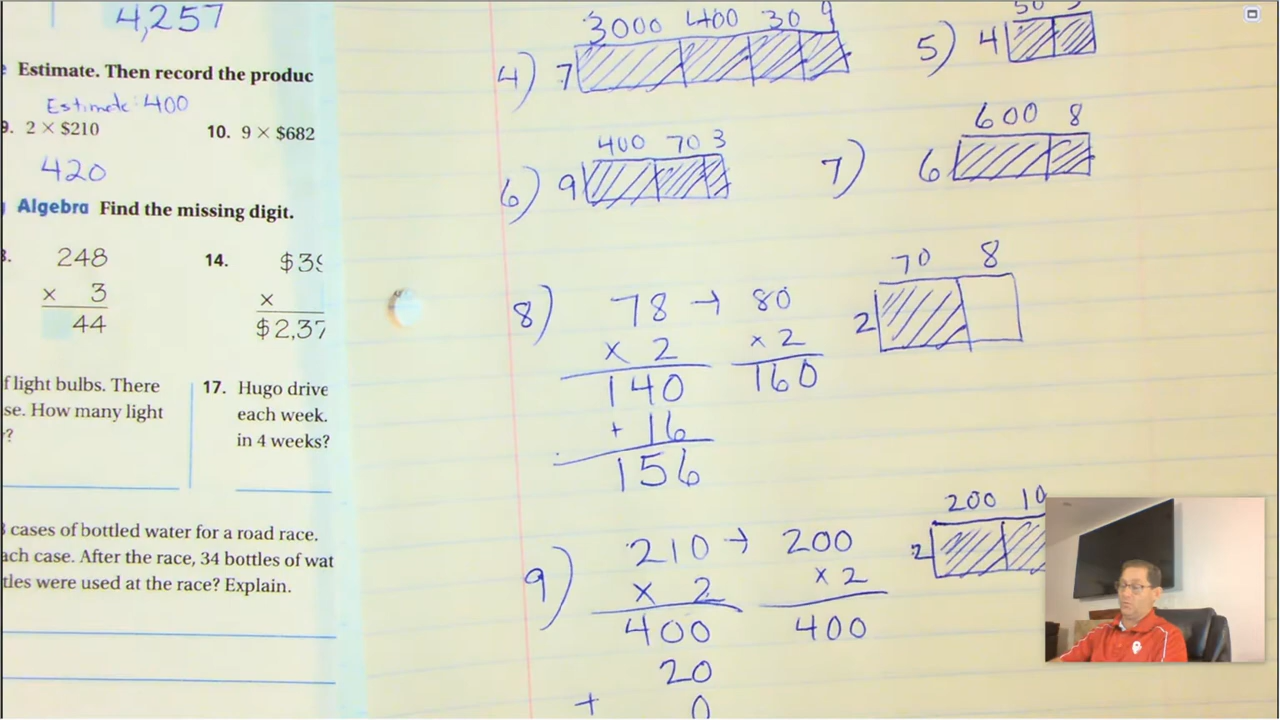 4,257
Estimate. Then record the produc
Estimate: 400
9. 2 × $210
10. 9 × $682
420
Algebra Find the missing digit.
248
× 3
44
14. $39
×
$2,37
f light bulbs. There
se. How many light
?
17. Hugo drive
each week.
in 4 weeks?
cases of bottled water for a road race.
ach case. After the race, 34 bottles of wat
tles were used at the race? Explain.
3000 400 30 9
4) 7
5) 4
400 70 3
6) 9
600 8
7) 6
8) 78 → 80
× 2 × 2
140 160
+ 16
156
70 8
2
9) 210 → 200
× 2 × 2
400 400
20
+ 0
200 10
2